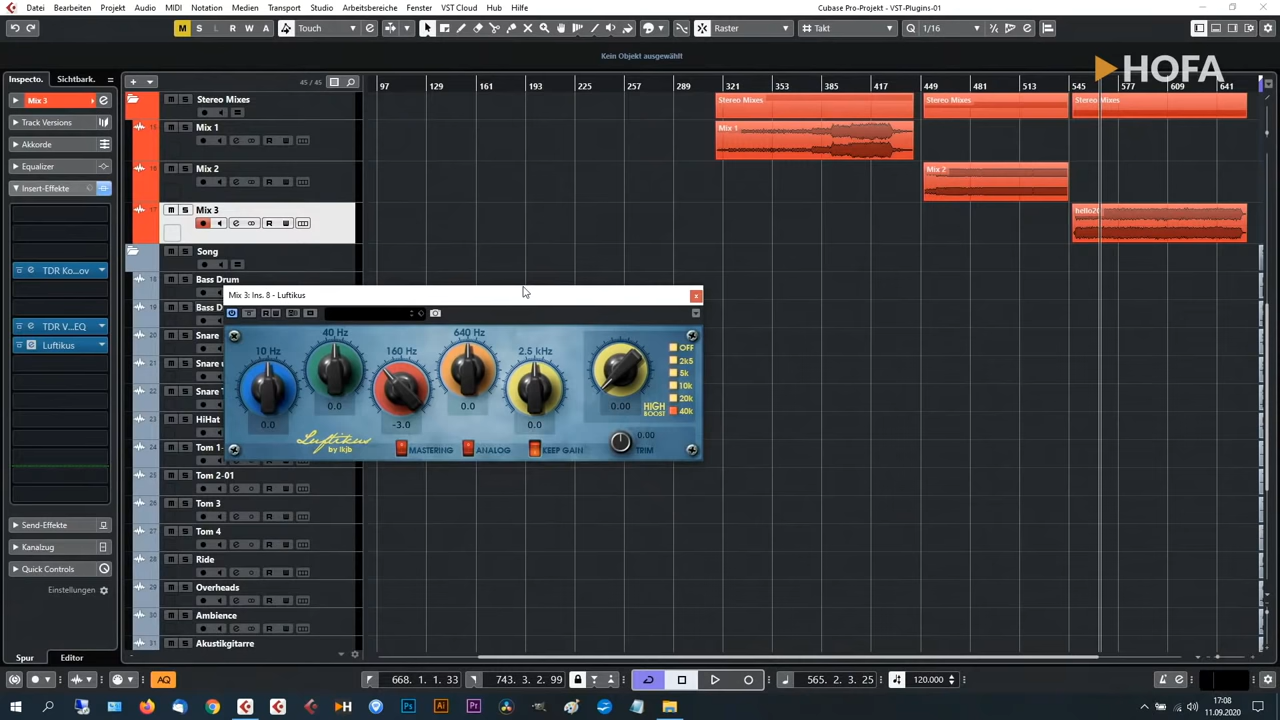 Datei Bearbeiten Projekt Audio MIDI Notation Medien Transport Studio Arbeitsbereiche Fenster VST Cloud Hub Hilfe
Cubase Pro-Projekt - VST-Plugins-01
M S L R W A Touch Raster Takt 1/16
Kein Objekt ausgewählt
HOFA
Inspecto. Sichtbark.
45 / 45
97 129 161 193 225 257 289 321 353 385 417 449 481 513 545 577 609 641
Mix 3
Track Versions
Akkorde
Equalizer
Insert-Effekte
TDR Ko...ov
TDR V...EQ
Luftikus
Send-Effekte
Kanalzug
Quick Controls
Einstellungen
Spur Editor
Stereo Mixes
Mix 1
Mix 2
Mix 3
Song
Bass Drum
Bass D
Snare
Snare u
Snare T
HiHat
Tom 1-
Tom 2-01
Tom 3
Tom 4
Ride
Overheads
Ambience
Akustikgitarre
Stereo Mixes
Stereo Mixes
Stereo Mixes
Mix 1
Mix 2
hello20
Mix 3: Ins. 8 - Luftikus
10 Hz 40 Hz 160 Hz 640 Hz 2.5 kHz
0.0 0.0 -3.0 0.0 0.0 0.00
OFF
2k5
5k
10k
20k
40k
HIGH
BOOST
Luftikus
by lkjb
MASTERING ANALOG KEEP GAIN
0.00
TRIM
AQ
668. 1. 1. 33
743. 3. 2. 99
565. 2. 3. 25
120.000
17:08
11.09.2020